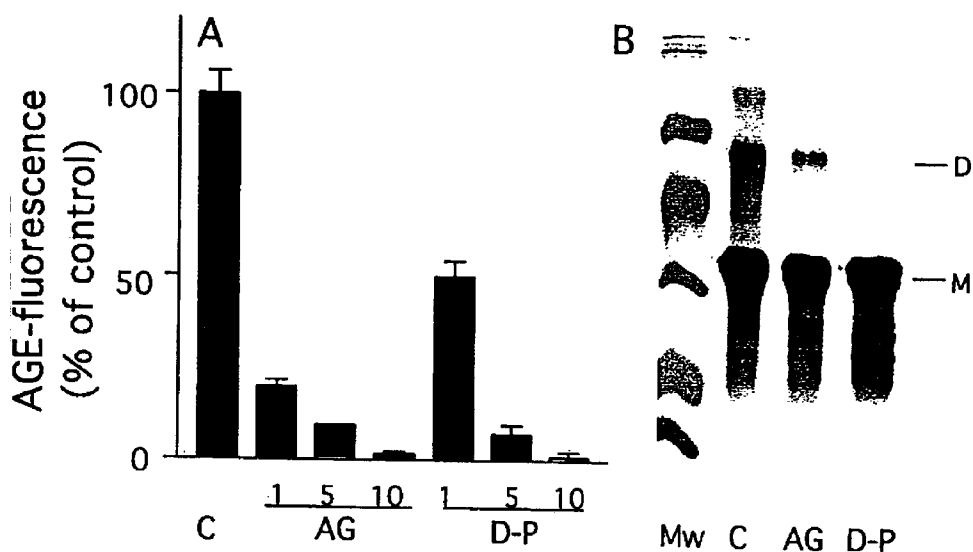 A
AGE-fluorescence
(% of control)
100
50
0
1 5 10 1 5 10
C AG D-P
B
D
M
Mw C AG D-P